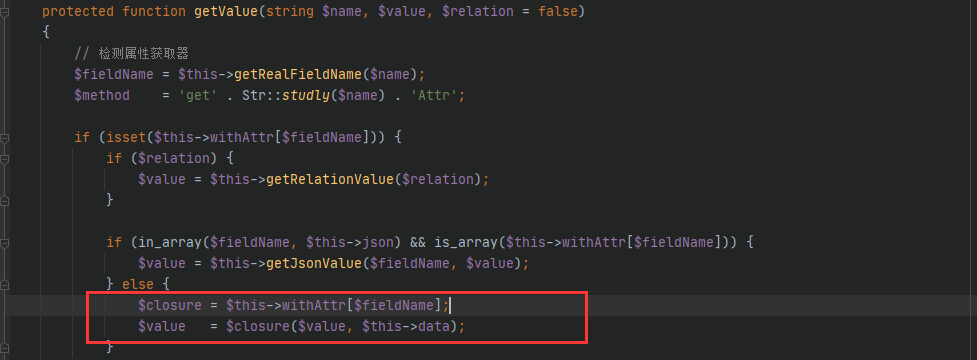 protected function getValue(string $name, $value, $relation = false)
{
// 检测属性获取器
$fieldName = $this->getRealFieldName($name);
$method    = 'get' . Str::studly($name) . 'Attr';
if (isset($this->withAttr[$fieldName])) {
if ($relation) {
$value = $this->getRelationValue($relation);
}
if (in_array($fieldName, $this->json) && is_array($this->withAttr[$fieldName])) {
$value = $this->getJsonValue($fieldName, $value);
} else {
$closure = $this->withAttr[$fieldName];
$value   = $closure($value, $this->data);
}